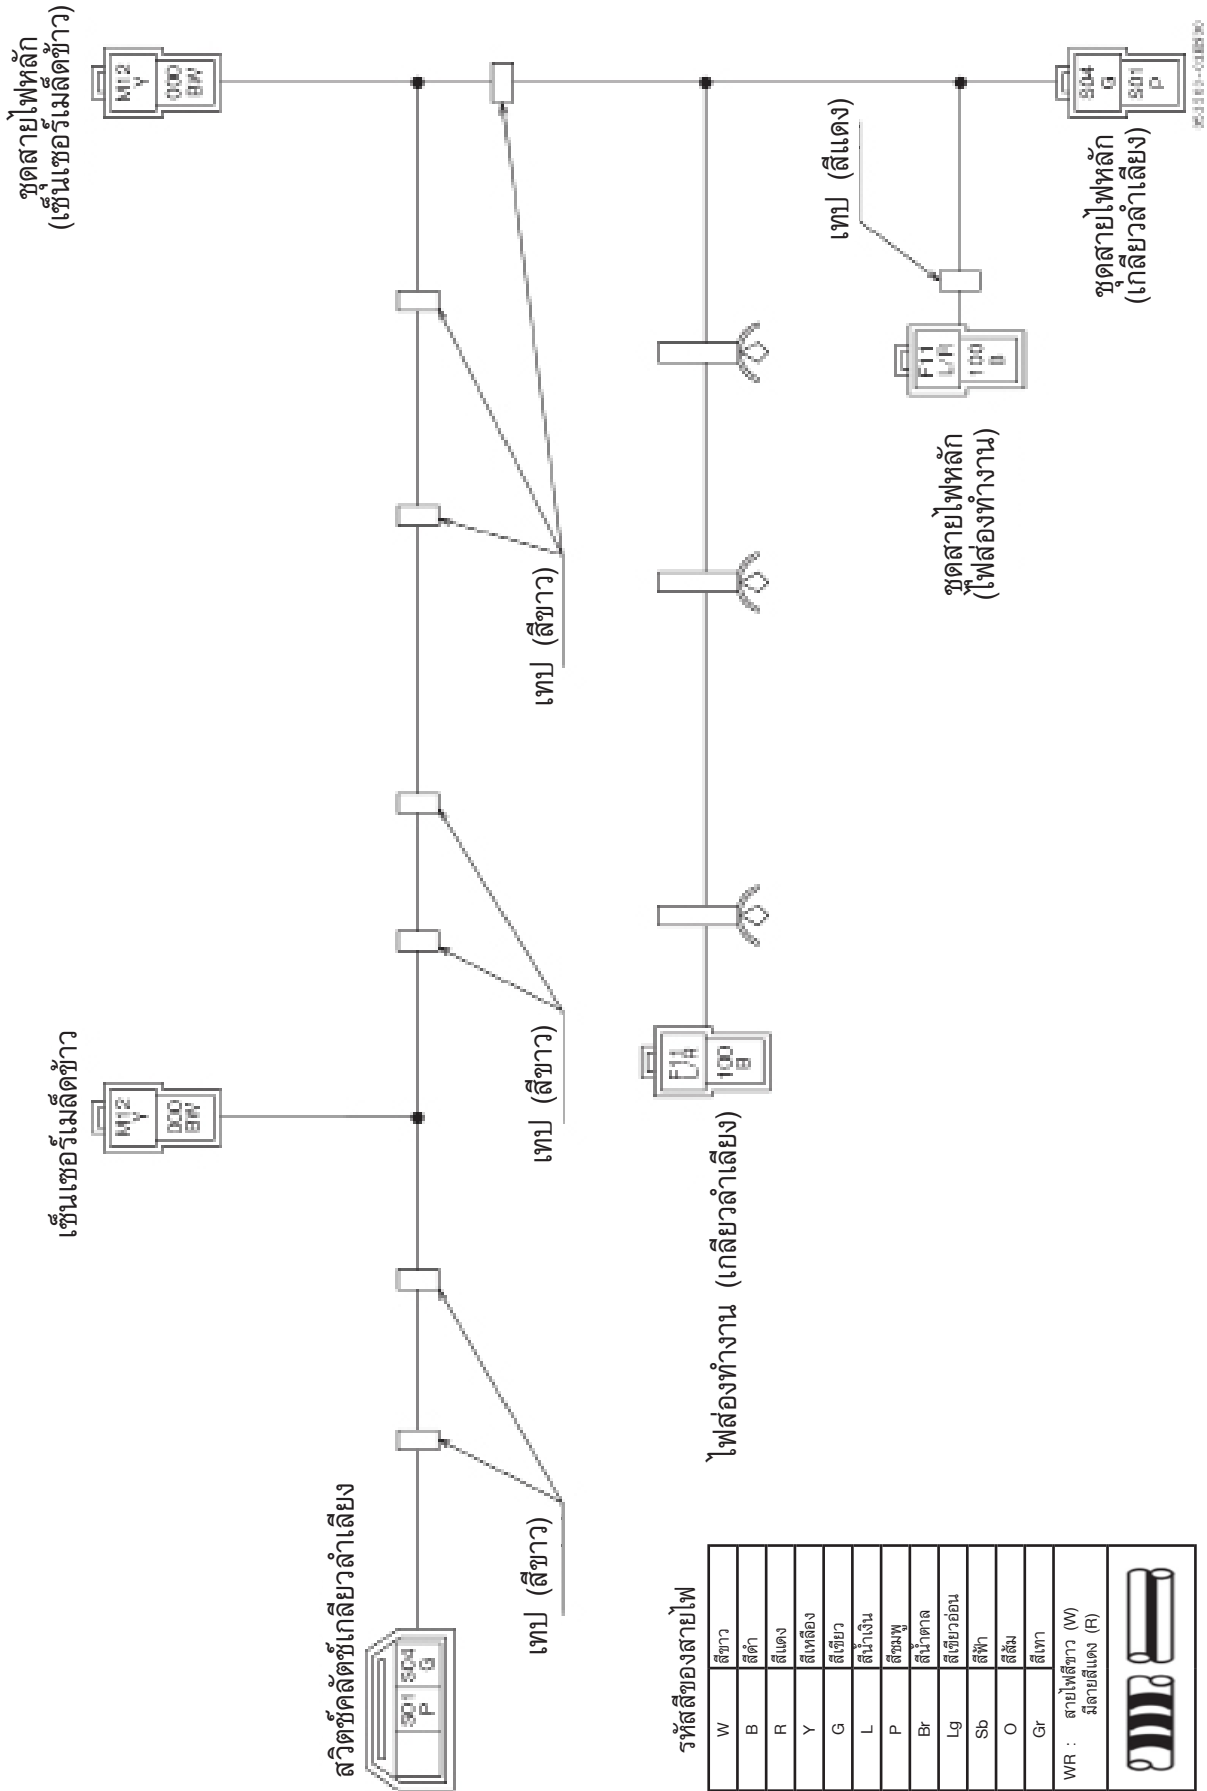 ชุดสายไฟหลัก
(เซ็นเซอร์เมล็ดข้าว)
M12
Y
000
BW
เทป (สีขาว)
เซ็นเซอร์เมล็ดข้าว
M12
Y
000
BW
เทป (สีขาว)
สวิตช์คลัตช์เกลียวลำเลียง
S01
P
S04
G
เทป (สีขาว)
ไฟส่องทำงาน (เกลียวลำเลียง)
100
B
เทป (สีแดง)
ชุดสายไฟหลัก
(ไฟส่องทำงาน)
F11
L/R
100
B
ชุดสายไฟหลัก
(เกลียวลำเลียง)
S04
G
S01
P
รหัสสีของสายไฟ
W สีขาว
B สีดำ
R สีแดง
Y สีเหลือง
G สีเขียว
L สีน้ำเงิน
P สีชมพู
Br สีน้ำตาล
Lg สีเขียวอ่อน
Sb สีฟ้า
O สีส้ม
Gr สีเทา
WR : สายไฟสีขาว (W)
มีลายสีแดง (R)